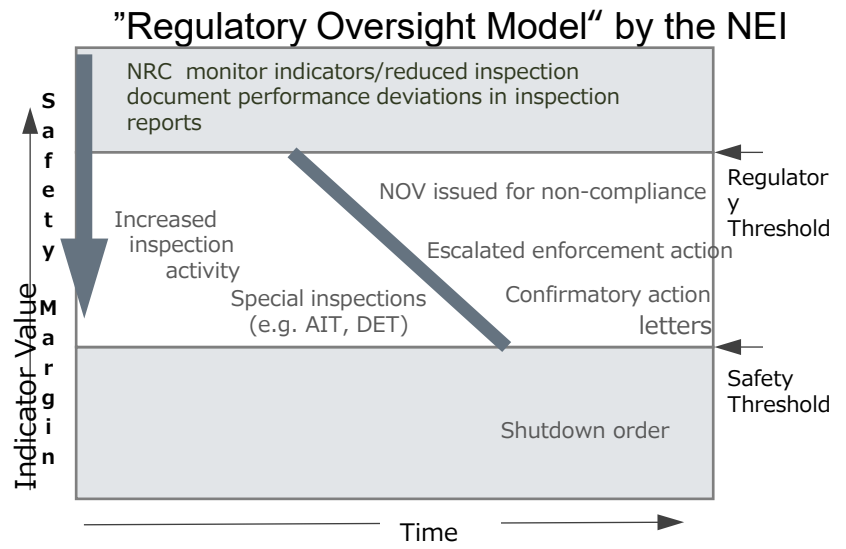 ”Regulatory Oversight Model“ by the NEI
NRC monitor indicators/reduced inspection
document performance deviations in inspection
reports
Safety Margin
Indicator Value
Regulator
y
Threshold
NOV issued for non-compliance
Increased
inspection
activity
Escalated enforcement action
Special inspections
(e.g. AIT, DET)
Confirmatory action
letters
Safety
Threshold
Shutdown order
Time